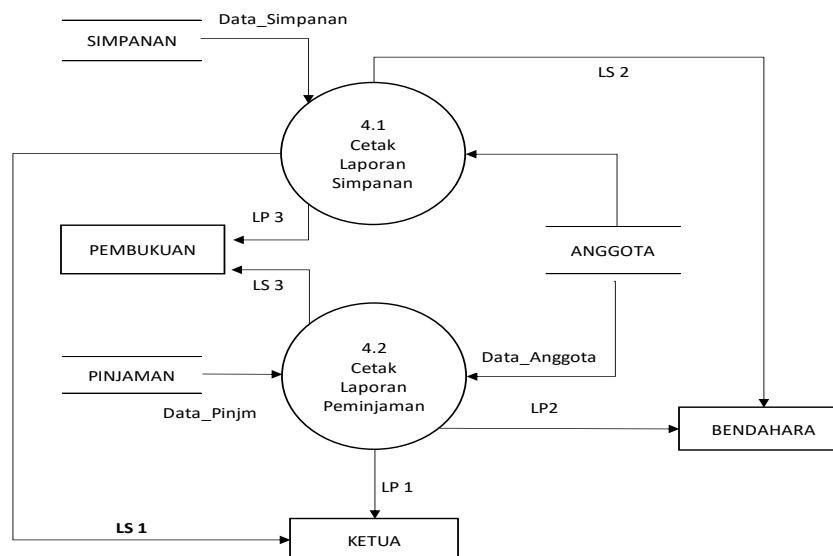 Data_Simpanan
SIMPANAN
LS 2
4.1
Cetak
Laporan
Simpanan
LP 3
PEMBUKUAN
ANGGOTA
LS 3
4.2
Cetak
Laporan
Peminjaman
Data_Anggota
PINJAMAN
Data_Pinjm
LP2
BENDAHARA
LP 1
LS 1
KETUA